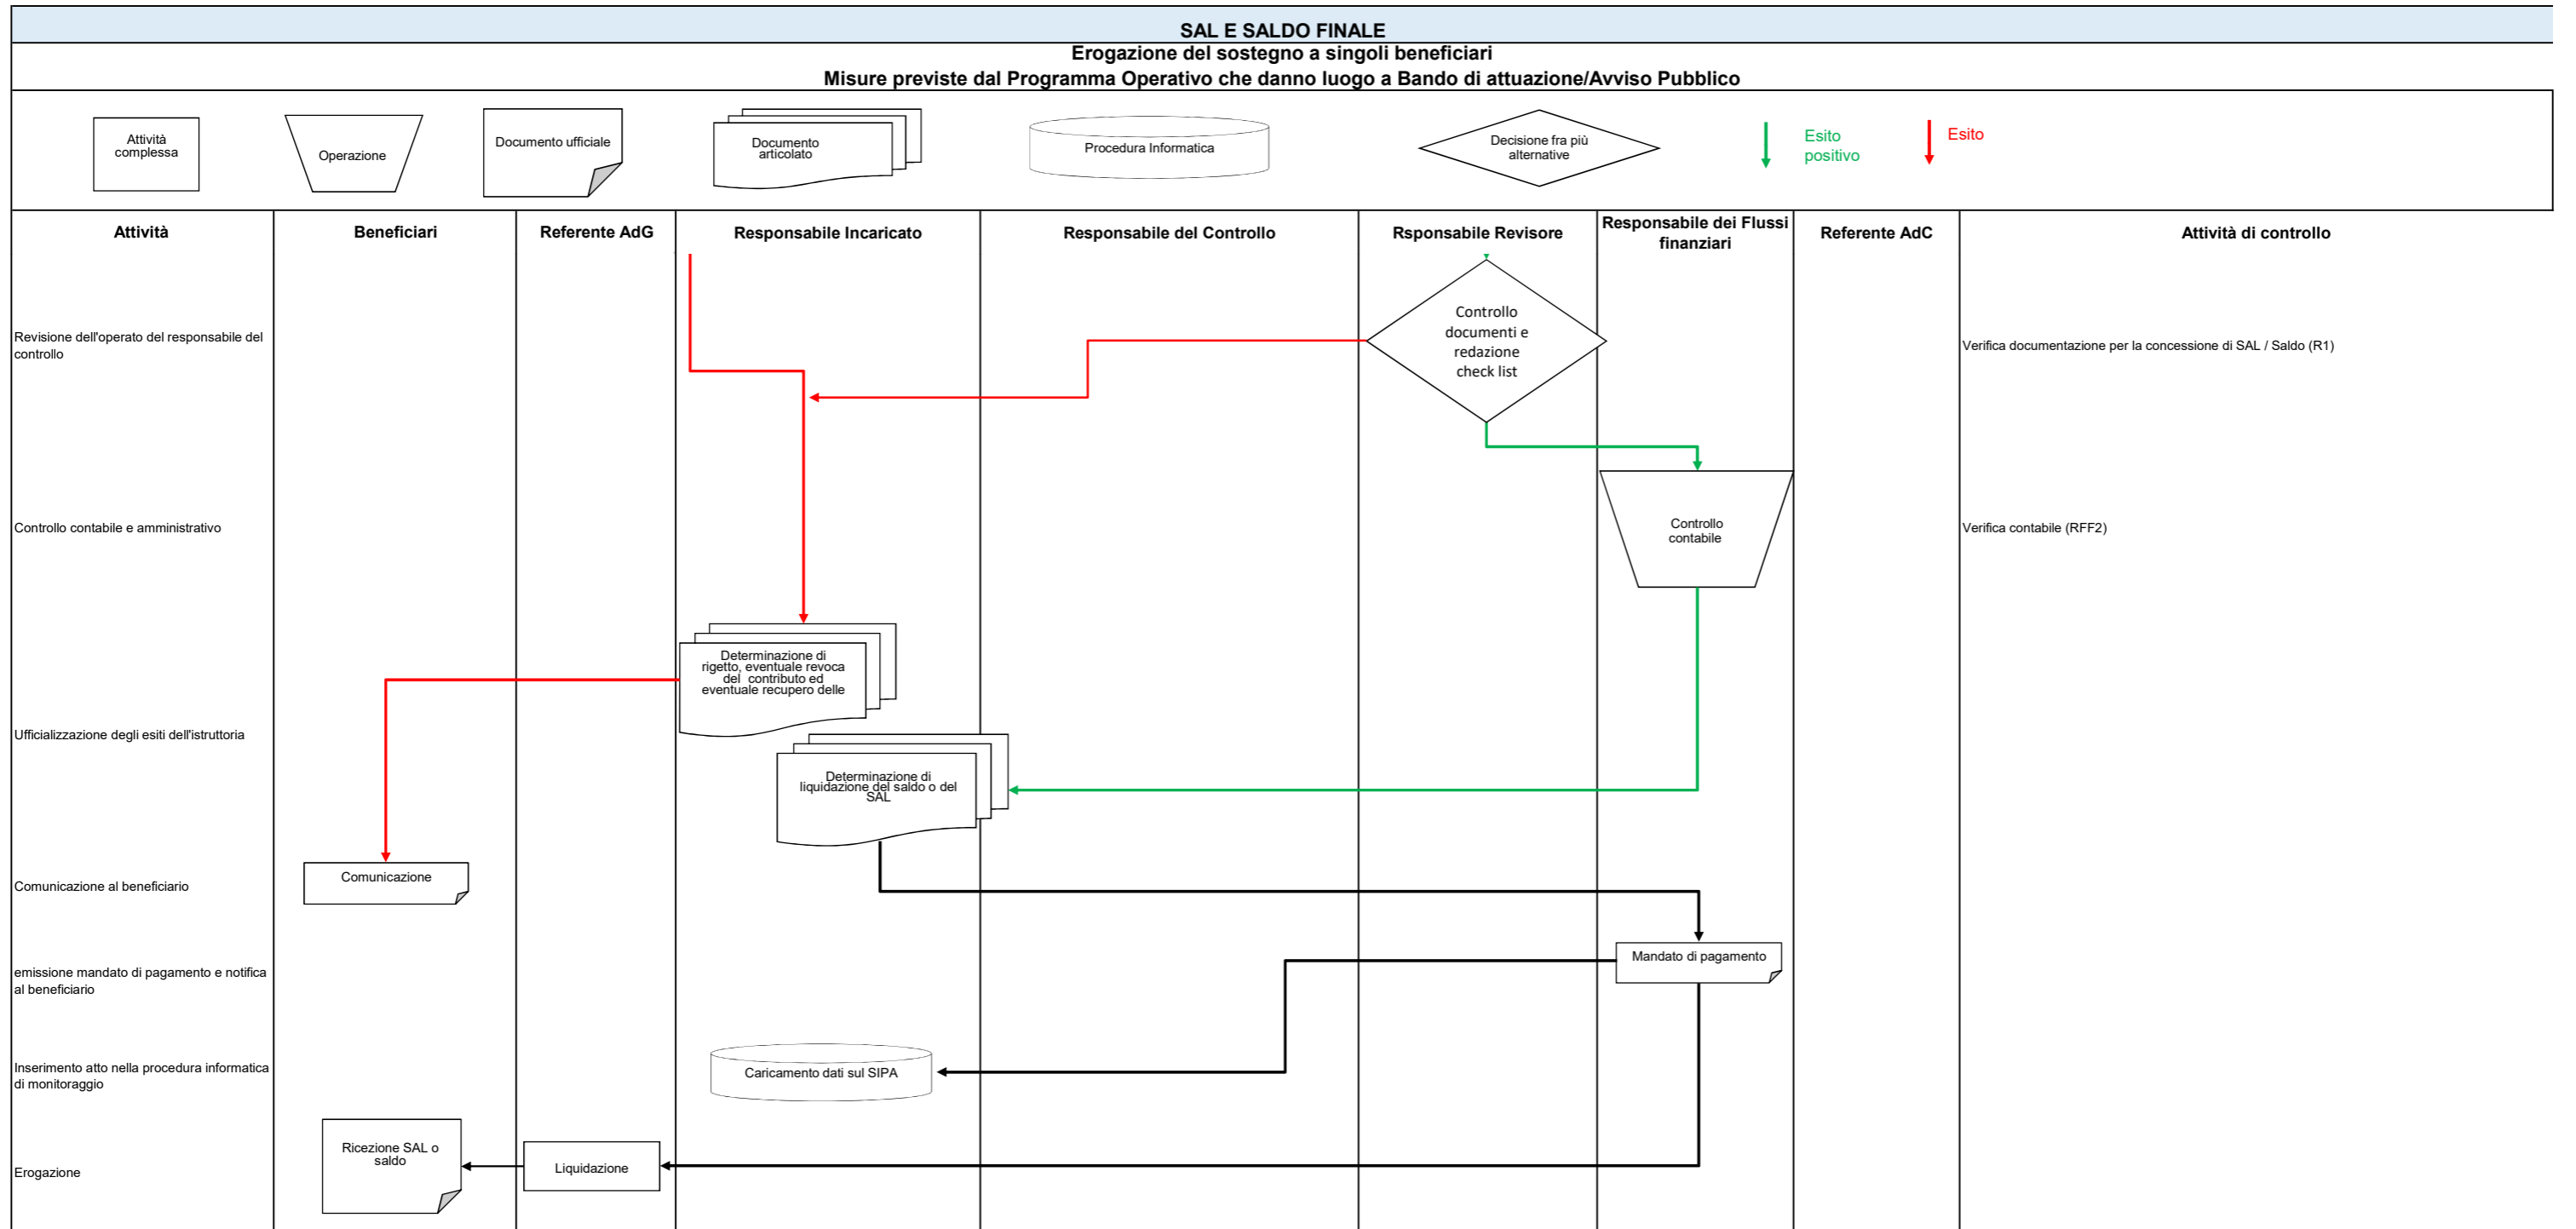 SAL E SALDO FINALE
Erogazione del sostegno a singoli beneficiari
Misure previste dal Programma Operativo che danno luogo a Bando di attuazione/Avviso Pubblico
Attività
complessa
Operazione
Documento ufficiale
Documento
articolato
Procedura Informatica
Decisione fra più
alternative
Esito
positivo
Esito
Attività
Beneficiari
Referente AdG
Responsabile Incaricato
Responsabile del Controllo
Rsponsabile Revisore
Responsabile dei Flussi
finanziari
Referente AdC
Attività di controllo
Revisione dell'operato del responsabile del
controllo
Controllo
documenti e
redazione
check list
Verifica documentazione per la concessione di SAL / Saldo (R1)
Controllo contabile e amministrativo
Controllo
contabile
Verifica contabile (RFF2)
Determinazione di
rigetto, eventuale revoca
del contributo ed
eventuale recupero delle
Ufficializzazione degli esiti dell'istruttoria
Determinazione di
liquidazione del saldo o del
SAL
Comunicazione al beneficiario
Comunicazione
emissione mandato di pagamento e notifica
al beneficiario
Mandato di pagamento
Inserimento atto nella procedura informatica
di monitoraggio
Caricamento dati sul SIPA
Erogazione
Ricezione SAL o
saldo
Liquidazione